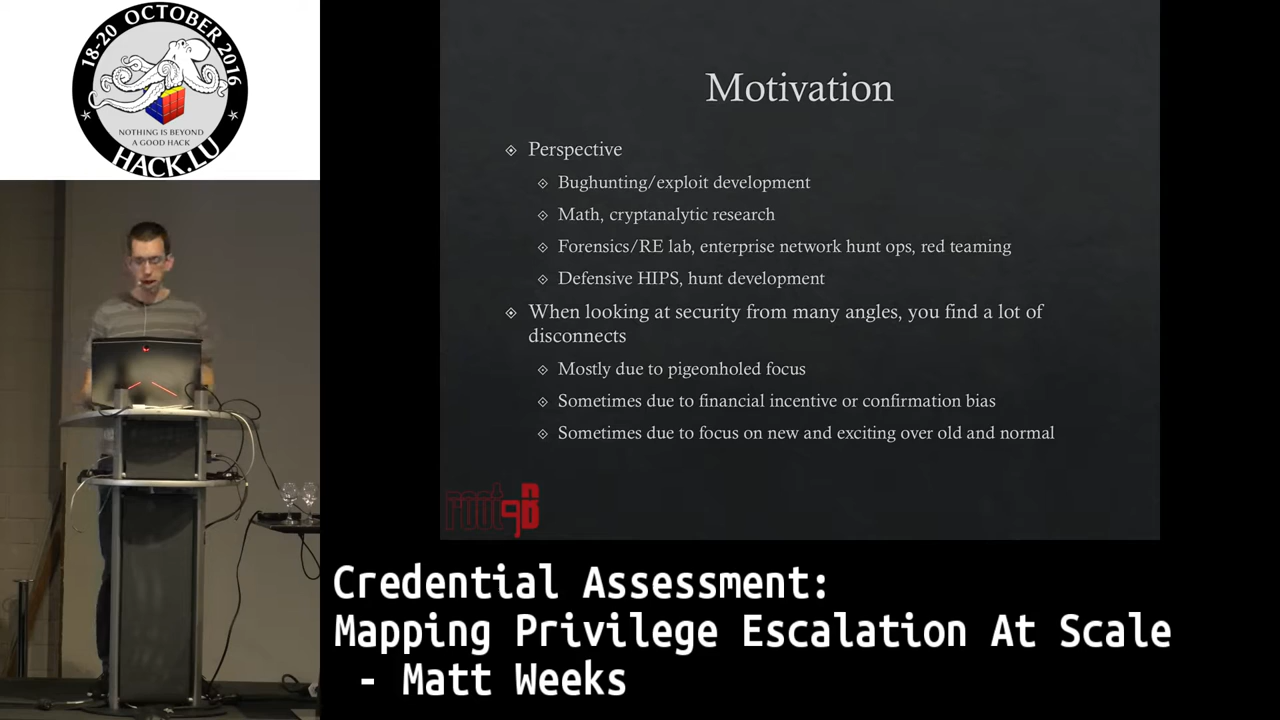 18-20 OCTOBER 2016
NOTHING IS BEYOND
A GOOD HACK
HACK.LU
Motivation
Perspective
Bughunting/exploit development
Math, cryptanalytic research
Forensics/RE lab, enterprise network hunt ops, red teaming
Defensive HIPS, hunt development
When looking at security from many angles, you find a lot of
disconnects
Mostly due to pigeonholed focus
Sometimes due to financial incentive or confirmation bias
Sometimes due to focus on new and exciting over old and normal
root9B
Credential Assessment:
Mapping Privilege Escalation At Scale
- Matt Weeks